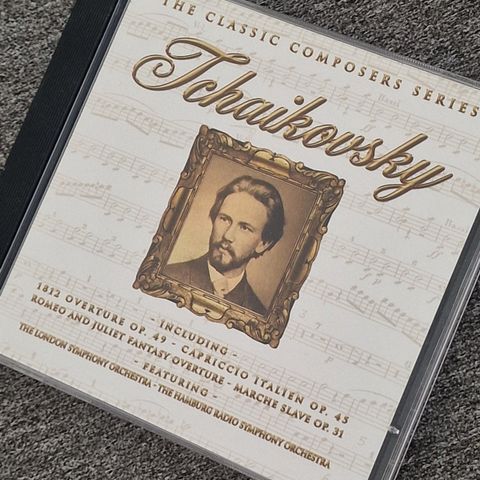 THE CLASSIC COMPOSERS SERIES
Tchaikovsky
- INCLUDING -
1812 OVERTURE OP. 49 - CAPRICCIO ITALIEN OP. 45
ROMEO AND JULIET FANTASY OVERTURE - MARCHE SLAVE OP. 31
- FEATURING -
THE LONDON SYMPHONY ORCHESTRA - THE HAMBURG RADIO SYMPHONY ORCHESTRA